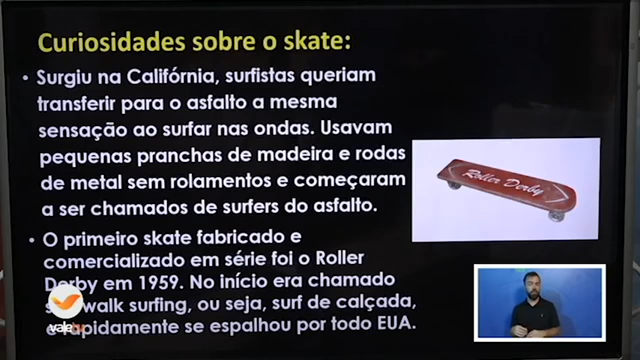 Curiosidades sobre o skate:
• Surgiu na Califórnia, surfistas queriam
transferir para o asfalto a mesma
sensação ao surfar nas ondas. Usavam
pequenas pranchas de madeira e rodas
de metal sem rolamentos e começaram
a ser chamados de surfers do asfalto.
Roller Derby
• O primeiro skate fabricado e
comercializado em série foi o Roller
Derby em 1959. No início era chamado
walk surfing, ou seja, surf de calçada,
e rapidamente se espalhou por todo EUA.
vale